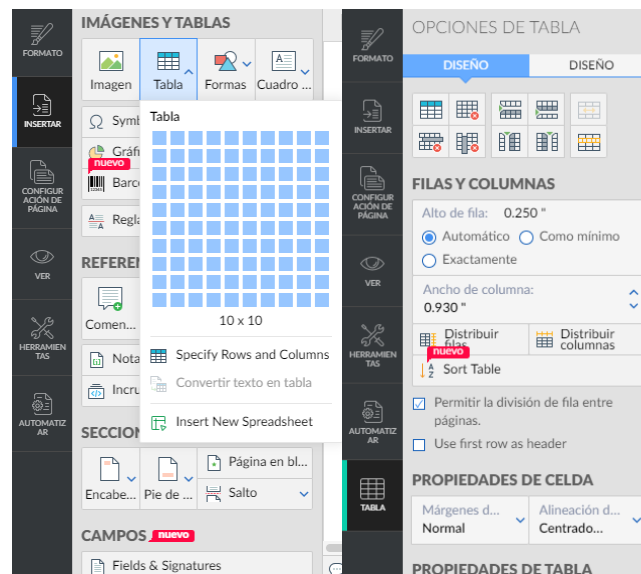 FORMATO
INSERTAR
CONFIGUR
ACIÓN DE
PÁGINA
VER
HERRAMIEN
TAS
AUTOMATIZ
AR
IMÁGENES Y TABLAS
Imagen
Tabla
Formas
Cuadro ...
Symb
Gráfi
nuevo
Barco
Regla
REFEREN
Comen...
Nota
Incru
SECCION
Encabe...
Pie de ...
Página en bl...
Salto
CAMPOS
nuevo
Fields & Signatures
Tabla
10 x 10
Specify Rows and Columns
Convertir texto en tabla
Insert New Spreadsheet
FORMATO
INSERTAR
CONFIGUR
ACIÓN DE
PÁGINA
VER
HERRAMIEN
TAS
AUTOMATIZ
AR
TABLA
OPCIONES DE TABLA
DISEÑO
DISEÑO
FILAS Y COLUMNAS
Alto de fila: 0.250 "
Automático
Como mínimo
Exactamente
Ancho de columna:
0.930 "
Distribuir
filas
Distribuir
columnas
nuevo
Sort Table
Permitir la división de fila entre
páginas.
Use first row as header
PROPIEDADES DE CELDA
Márgenes d...
Normal
Alineación d...
Centrado...
PROPIEDADES DE TABLA